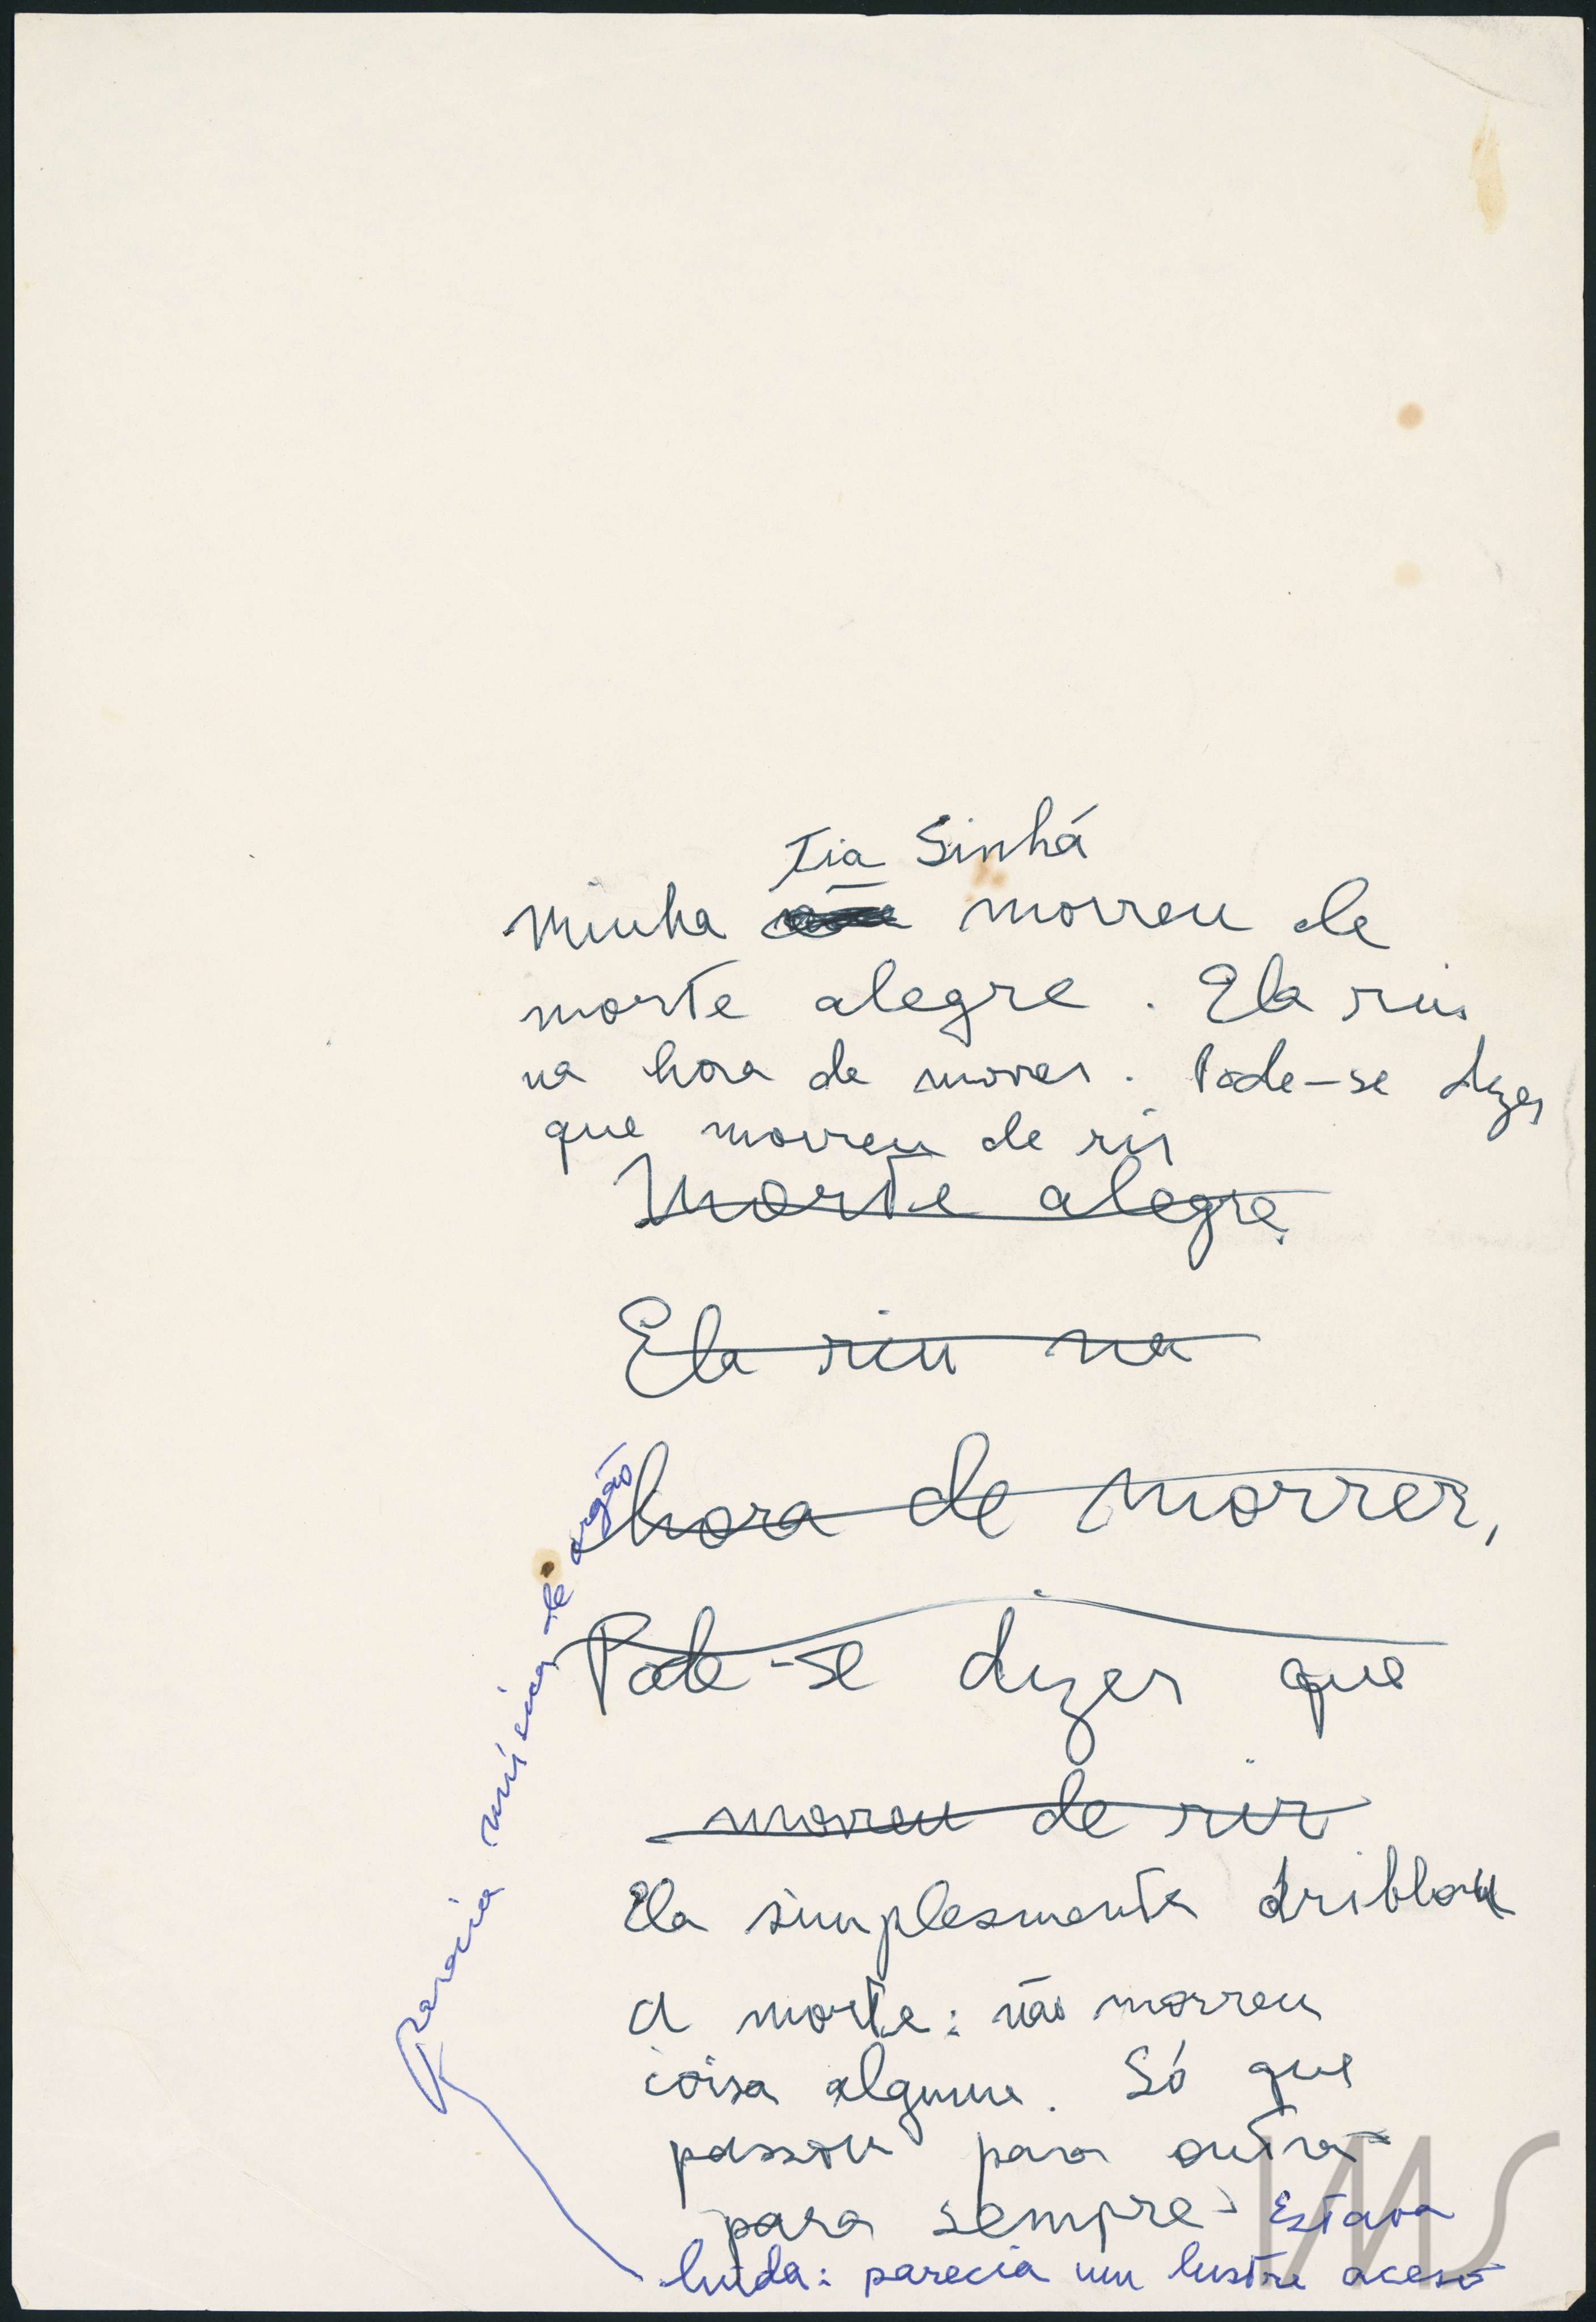 Tia Sinhá
Minha morreu de
morte alegre. Ela riu
na hora de morrer. Pode-se dizer
que morreu de rir
Morte alegre.
Ela riu na
hora de morrer,
Pode-se dizer que
morreu de rir
Ela simplesmente driblou
a morte: não morreu
coisa alguma. Só que
passou para outra
para sempre. Estava
linda: parecia um lustre aceso
parecia música de orgão
IMS